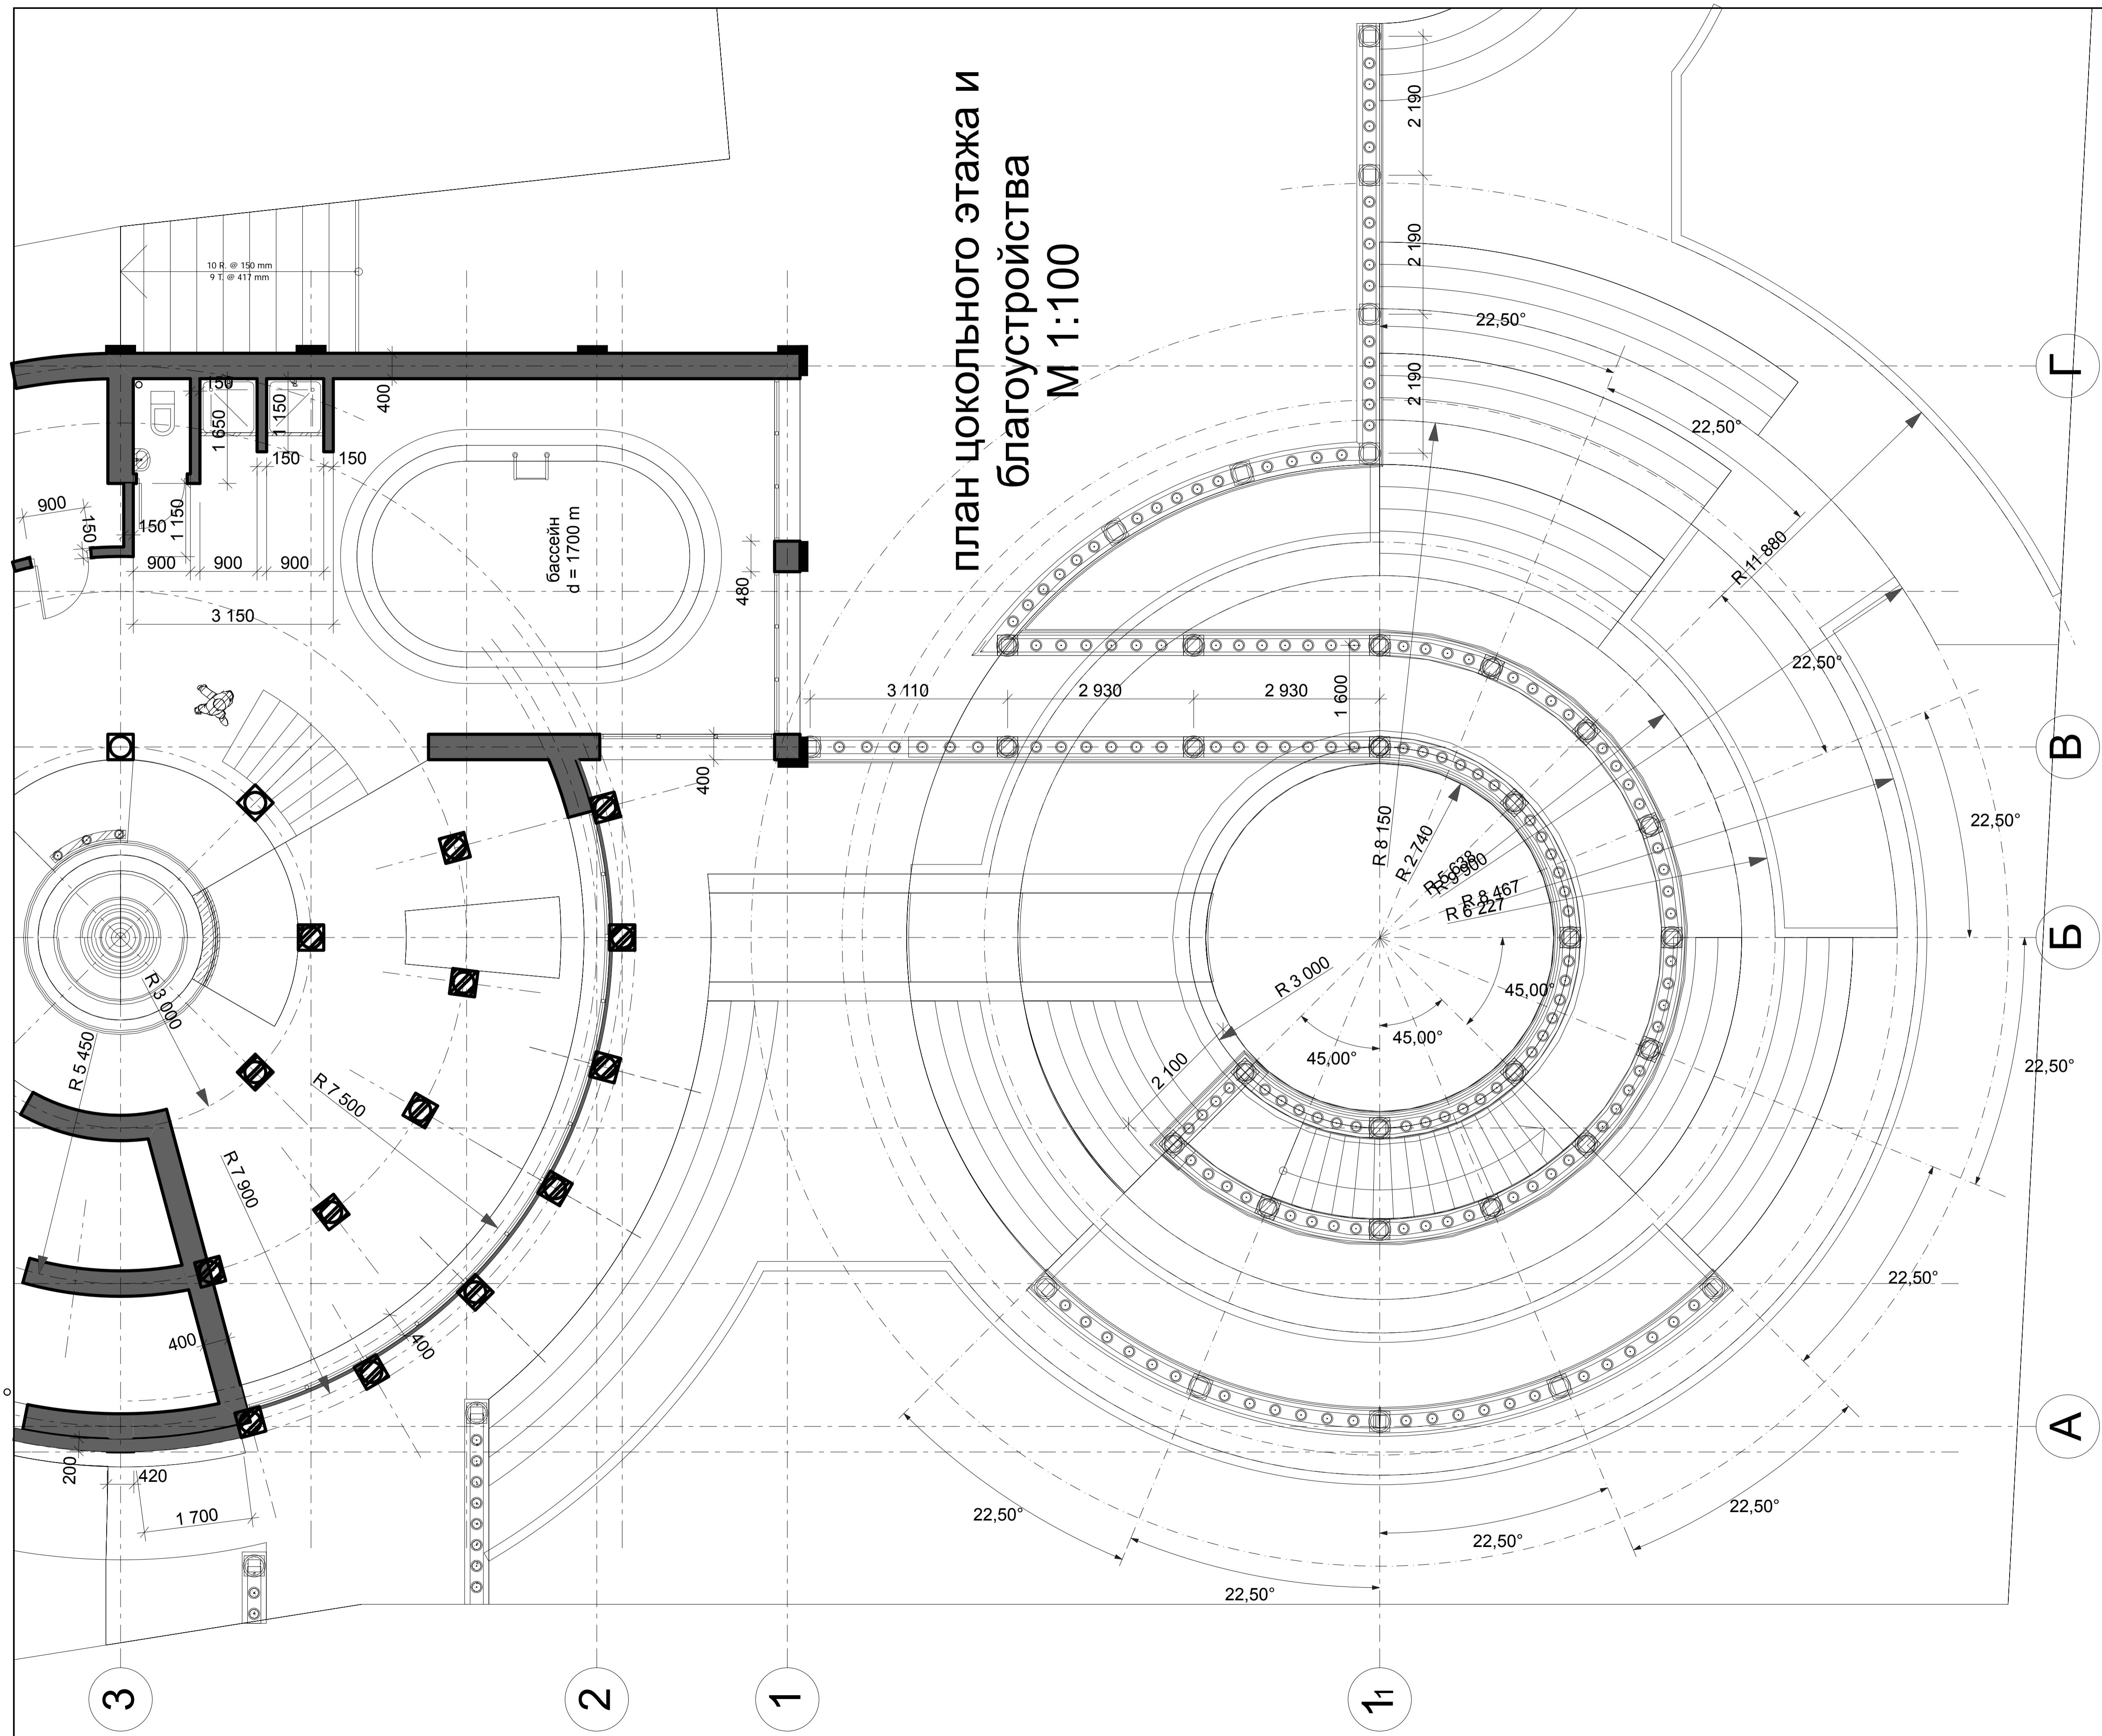 план цокольного этажа и
благоустройства
М 1:100
10 R. @ 150 mm
9 T. @ 417 mm
2 190
2 190
2 190
22,50°
22,50°
22,50°
22,50°
22,50°
22,50°
22,50°
22,50°
22,50°
22,50°
R 11 880
400
150
1 650
1 150
150
150
900
150
150
1 150
900
900
900
3 150
бассейн
d = 1700 m
480
3 110
2 930
2 930
1 600
400
R 8 150
R 2 740
R 5 638
R 9 900
R 8 467
R 6 227
R 3 000
45,00°
45,00°
45,00°
2 100
R 3 000
R 5 450
R 7 500
R 7 900
400
400
200
420
1 700
Г
В
Б
А
3
2
1
1₁